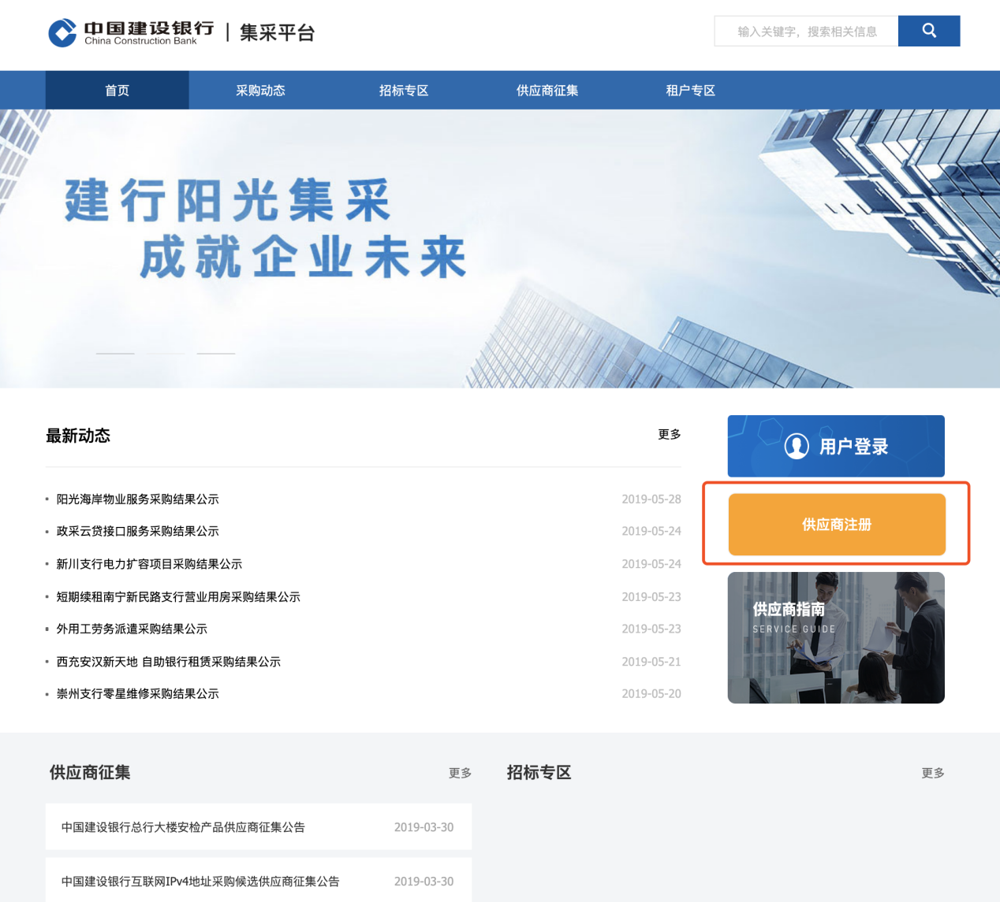 中国建设银行 | 集采平台
China Construction Bank
输入关键字，搜索相关信息
首页 采购动态 招标专区 供应商征集 租户专区
建行阳光集采
成就企业未来
最新动态 更多
阳光海岸物业服务采购结果公示 2019-05-28
政采云贷接口服务采购结果公示 2019-05-24
新川支行电力扩容项目采购结果公示 2019-05-24
短期续租南宁新民路支行营业用房采购结果公示 2019-05-23
外用工劳务派遣采购结果公示 2019-05-23
西充安汉新天地 自助银行租赁采购结果公示 2019-05-21
崇州支行零星维修采购结果公示 2019-05-20
用户登录
供应商注册
供应商指南
SERVICE GUIDE
供应商征集 更多
中国建设银行总行大楼安检产品供应商征集公告 2019-03-30
中国建设银行互联网IPv4地址采购候选供应商征集公告 2019-03-30
招标专区 更多